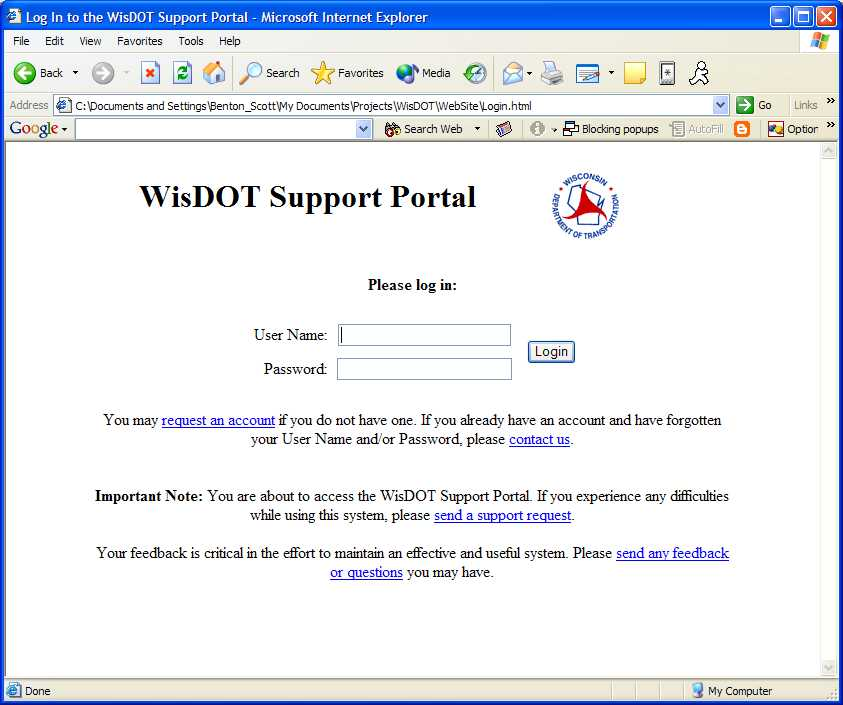 Log In to the WisDOT Support Portal - Microsoft Internet Explorer
File Edit View Favorites Tools Help
Back Search Favorites Media
Address C:\Documents and Settings\Benton_Scott\My Documents\Projects\WisDOT\WebSite\Login.html Go Links »
Google Search Web Blocking popups AutoFill Option »
WisDOT Support Portal
WISCONSIN
DEPARTMENT OF TRANSPORTATION
Please log in:
User Name:
Login
Password:
You may request an account if you do not have one. If you already have an account and have forgotten
your User Name and/or Password, please contact us.
Important Note: You are about to access the WisDOT Support Portal. If you experience any difficulties
while using this system, please send a support request.
Your feedback is critical in the effort to maintain an effective and useful system. Please send any feedback
or questions you may have.
Done My Computer